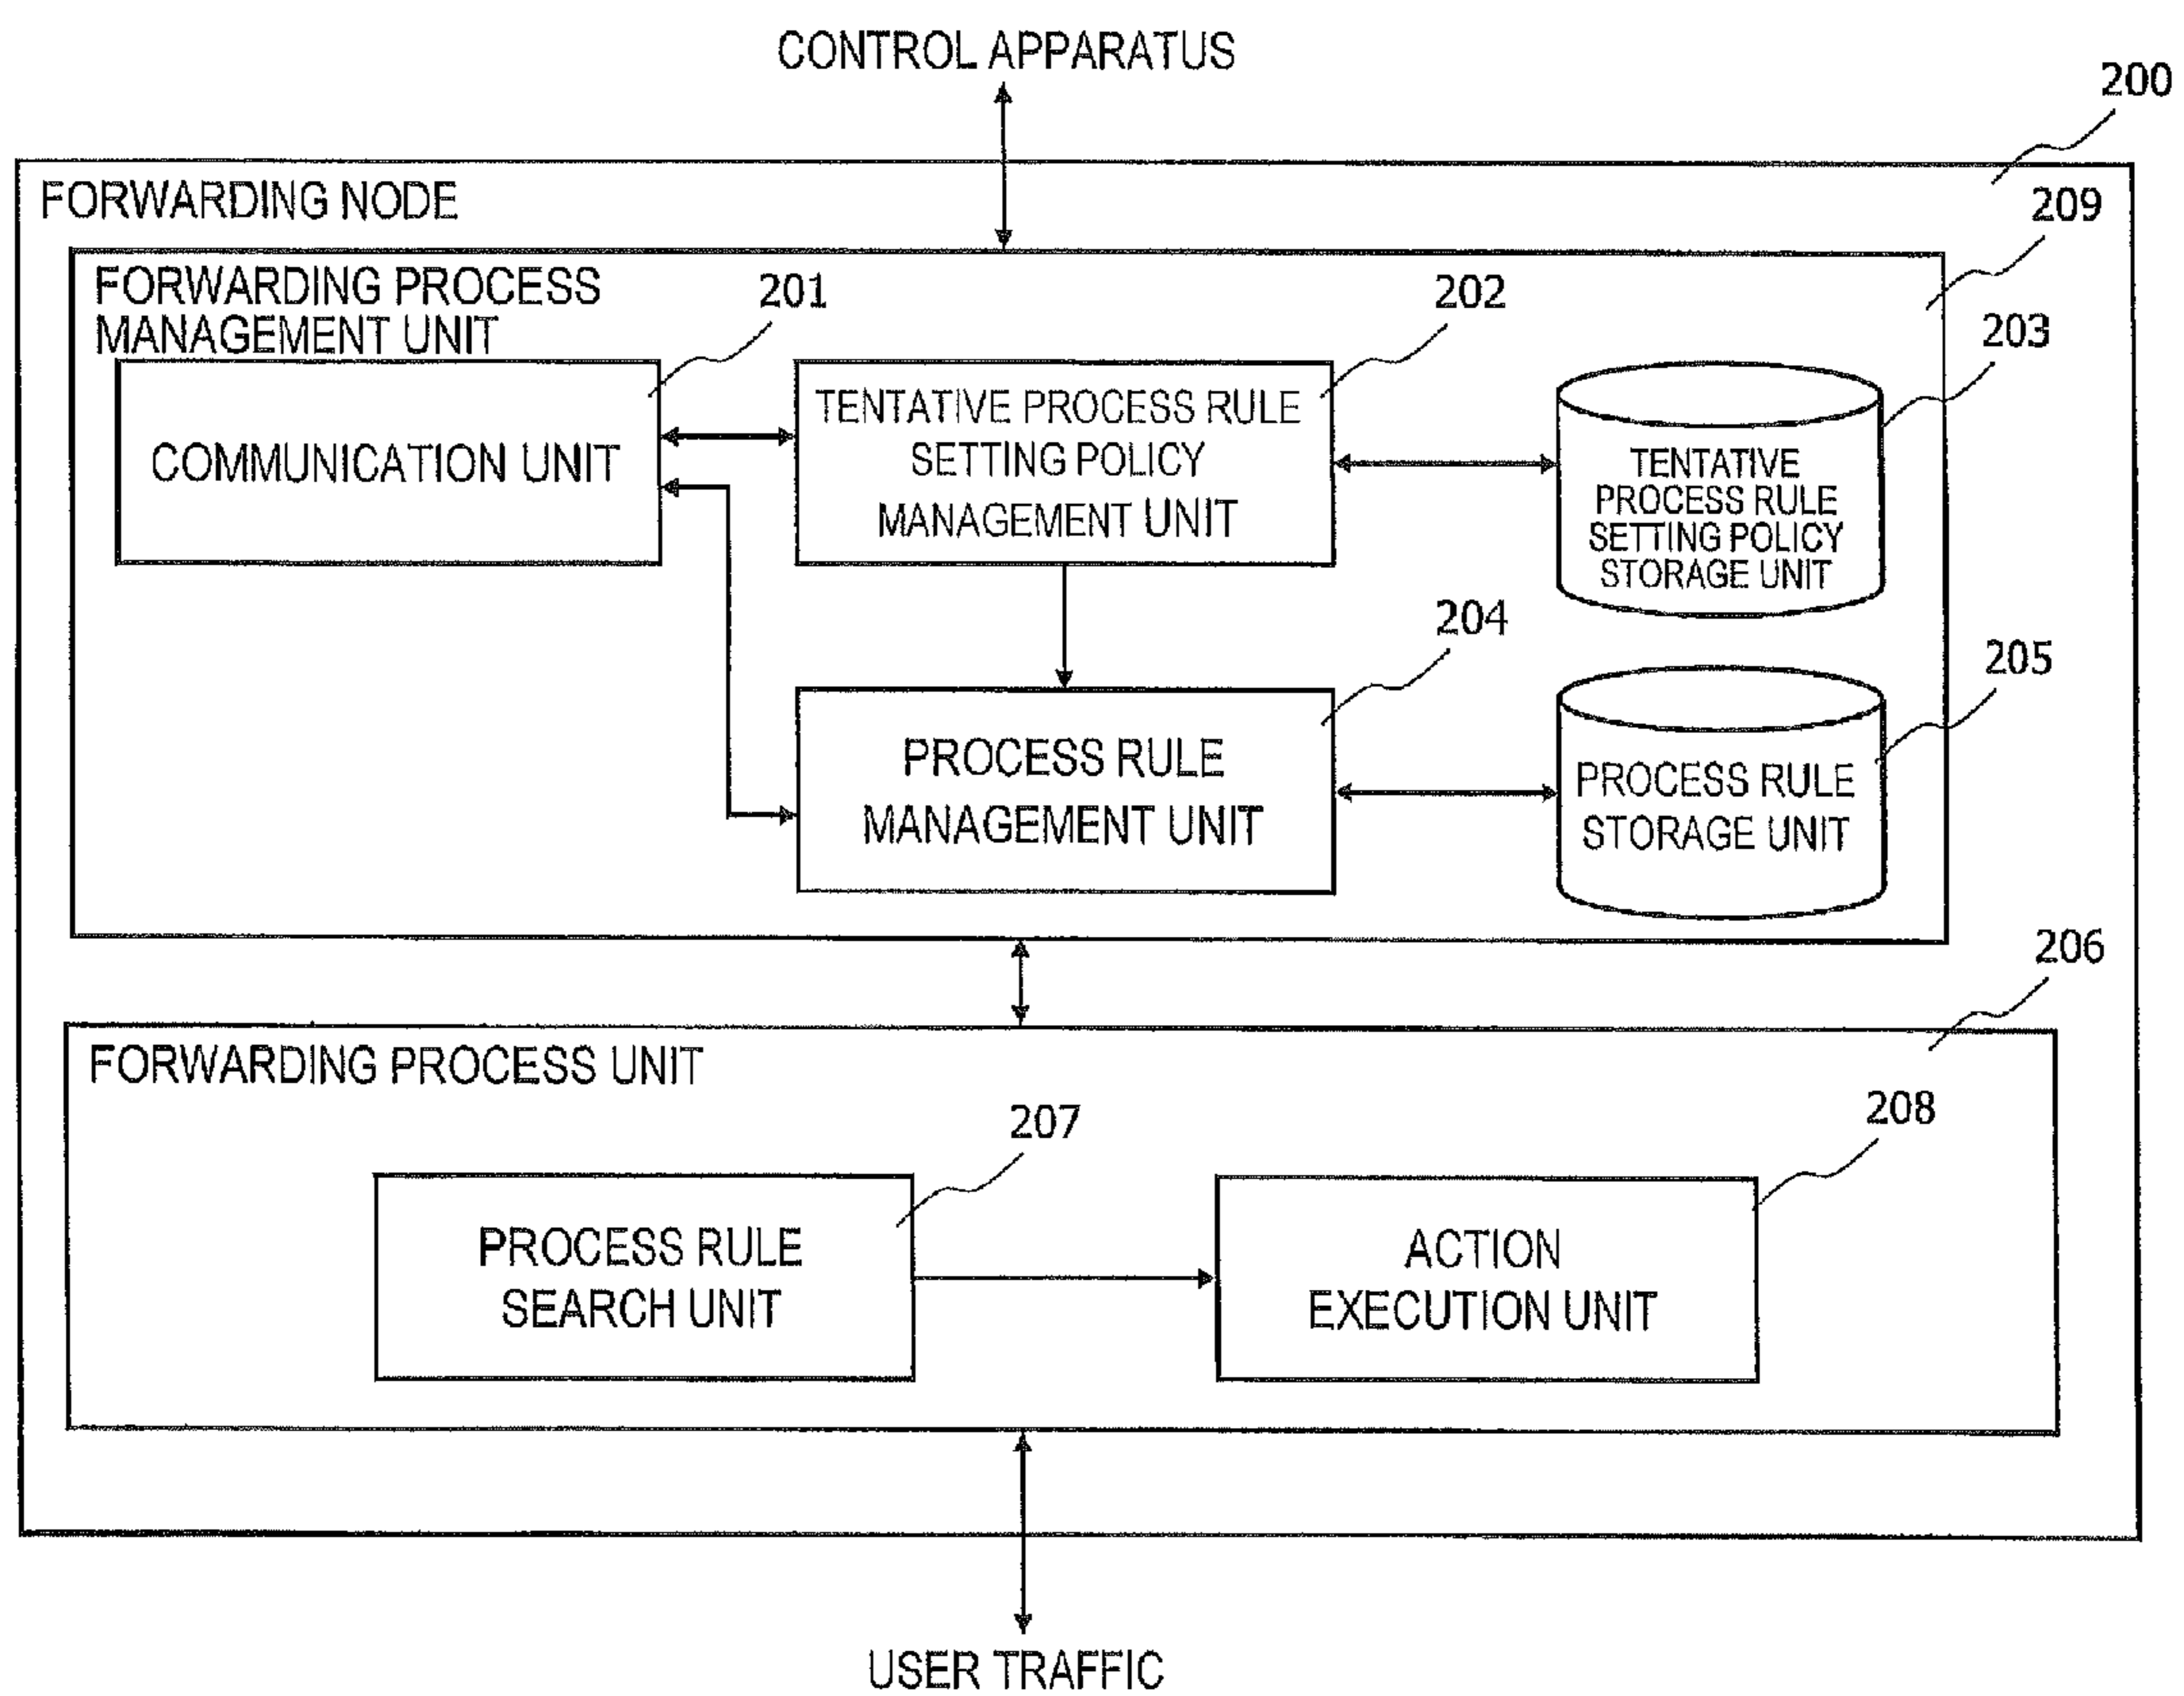 CONTROL APPARATUS
200
FORWARDING NODE
209
FORWARDING PROCESS
MANAGEMENT UNIT
201
202
203
COMMUNICATION UNIT
TENTATIVE PROCESS RULE
SETTING POLICY
MANAGEMENT UNIT
TENTATIVE
PROCESS RULE
SETTING POLICY
STORAGE UNIT
204
205
PROCESS RULE
MANAGEMENT UNIT
PROCESS RULE
STORAGE UNIT
206
FORWARDING PROCESS UNIT
207
208
PROCESS RULE
SEARCH UNIT
ACTION
EXECUTION UNIT
USER TRAFFIC